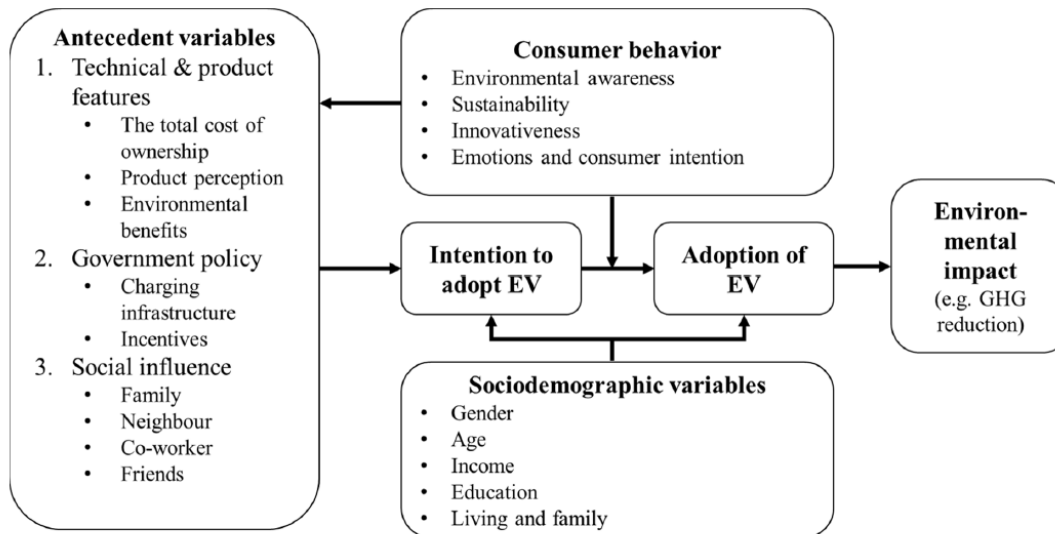 Antecedent variables
1. Technical & product
features
• The total cost of
ownership
• Product perception
• Environmental
benefits
2. Government policy
• Charging
infrastructure
• Incentives
3. Social influence
• Family
• Neighbour
• Co-worker
• Friends
Consumer behavior
• Environmental awareness
• Sustainability
• Innovativeness
• Emotions and consumer intention
Intention to
adopt EV
Adoption of
EV
Environ-
mental
impact
(e.g. GHG
reduction)
Sociodemographic variables
• Gender
• Age
• Income
• Education
• Living and family